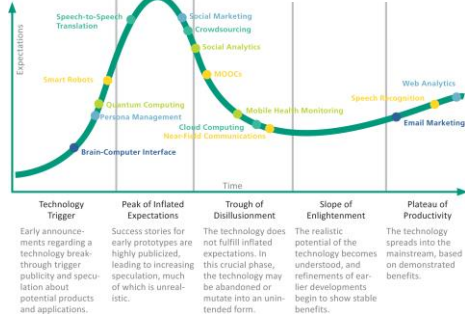 Speech-to-Speech
Translation
Social Marketing
Crowdsourcing
Social Analytics
MOOCs
Smart Robots
Quantum Computing
Persona Management
Brain-Computer Interface
Mobile Health Monitoring
Cloud Computing
Near-Field Communications
Web Analytics
Speech Recognition
Email Marketing
Expectations
Time
Technology
Trigger
Early announce-
ments regarding a
technology break-
through trigger
publicity and specu-
lation about
potential products
and applications.
Peak of Inflated
Expectations
Success stories for
early prototypes are
highly publicized,
leading to increasing
speculation, much
of which is unreal-
istic.
Trough of
Disillusionment
The technology does
not fulfill inflated
expectations. In
this crucial phase,
the technology may
be abandoned or
mutate into an unin-
tended form.
Slope of
Enlightenment
The realistic
potential of the
technology becomes
understood, and
refinements of ear-
lier developments
begin to show stable
benefits.
Plateau of
Productivity
The technology
spreads into the
mainstream, based
on demonstrated
benefits.